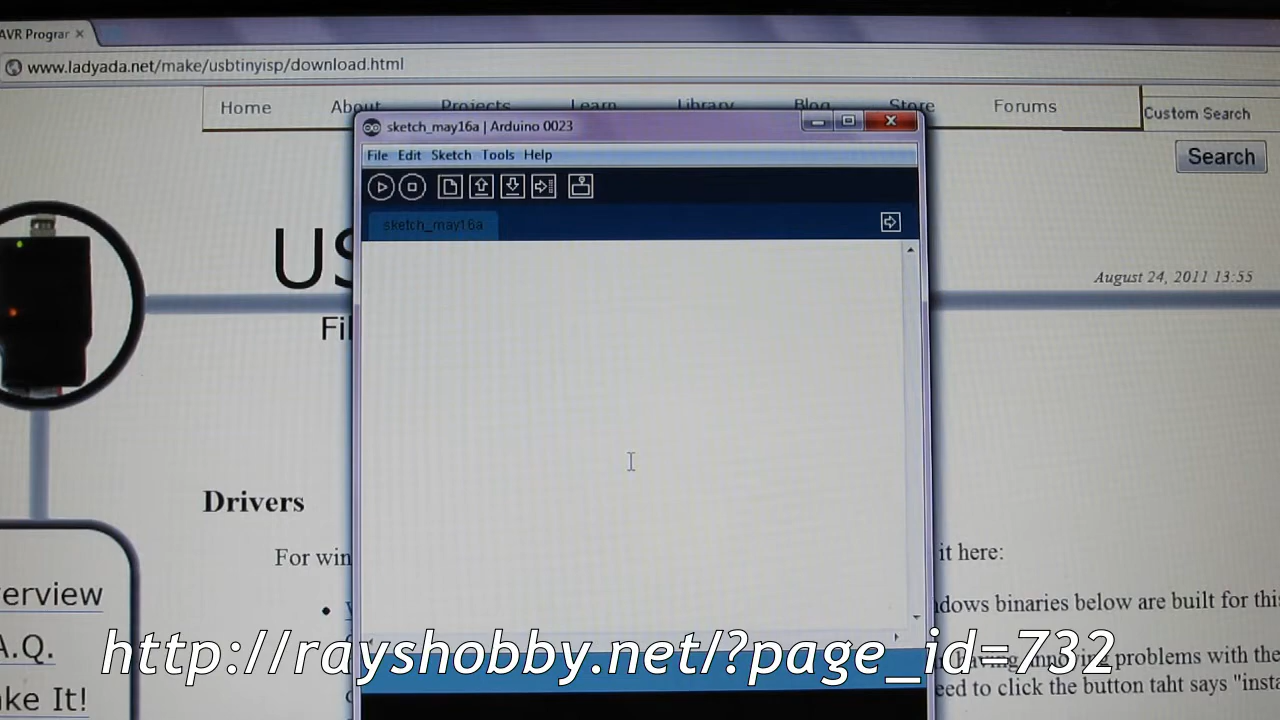 AVR Prograr ×
www.ladyada.net/make/usbtinyisp/download.html
Home About Projects Learn Library Blog Store Forums
Custom Search
Search
sketch_may16a | Arduino 0023
File Edit Sketch Tools Help
sketch_may16a
US
August 24, 2011 13:55
Fil
Drivers
For win
it here:
erview
dows binaries below are built for this
A.Q.
http://rayshobby.net/?page_id=732
problems with the
ke It!
eed to click the button taht says "insta